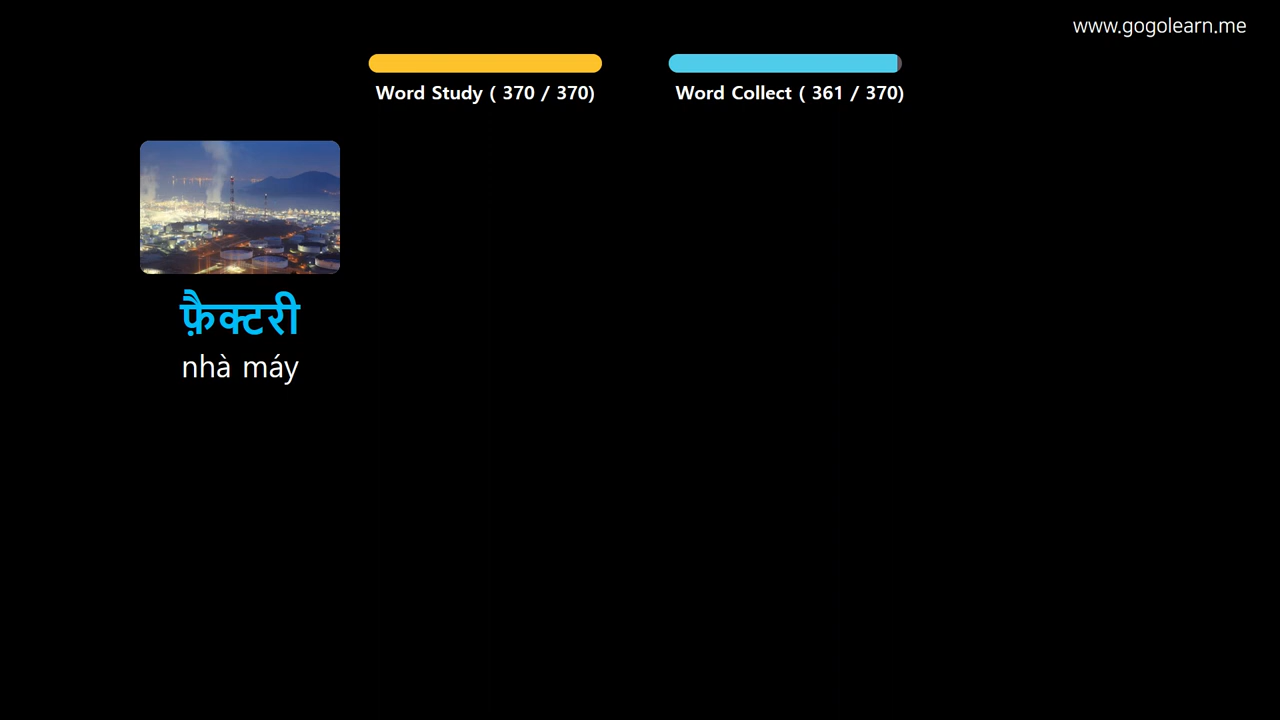 www.gogolearn.me
Word Study ( 370 / 370)
Word Collect ( 361 / 370)
फ़ैक्टरी
nhà máy